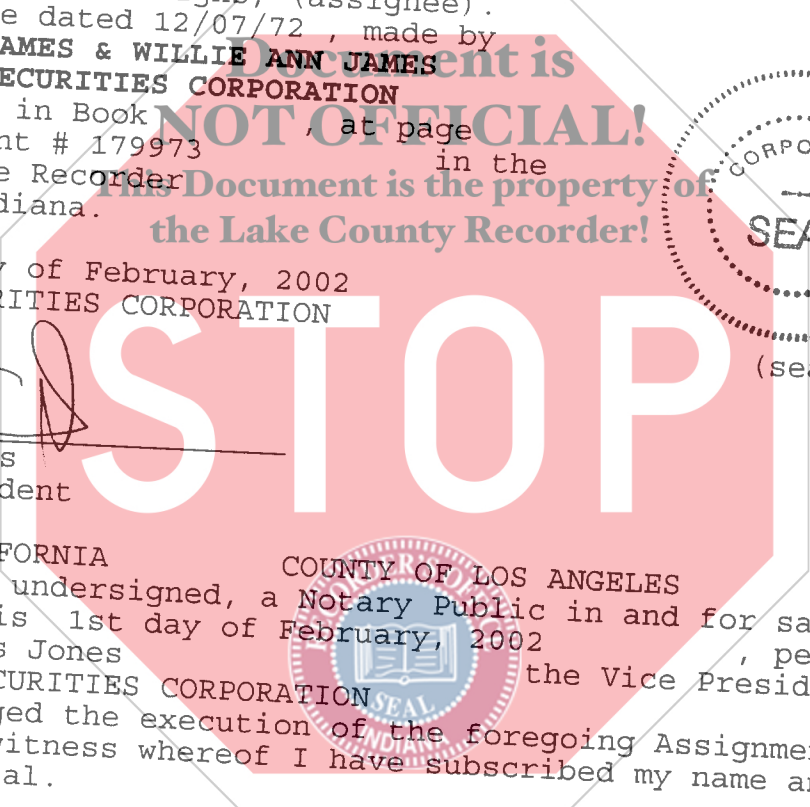 (assignee).
e dated 12/07/72 , made by
AMES & WILLIE ANN JAMES
ECURITIES CORPORATION
in Book , at page
nt # 179973 in the
e Recorder
diana.
Document is
NOT OFFICIAL!
This Document is the property of
the Lake County Recorder!
CORPO
SEA
y of February, 2002
RITIES CORPORATION
(sea
STOP
s
dent
FORNIA COUNTY OF LOS ANGELES
undersigned, a Notary Public in and for sa
is 1st day of February, 2002
s Jones , pe
CURITIES CORPORATION the Vice Presid
ged the execution of the foregoing Assignme
witness whereof I have subscribed my name a
al.
SEAL
INDIANA